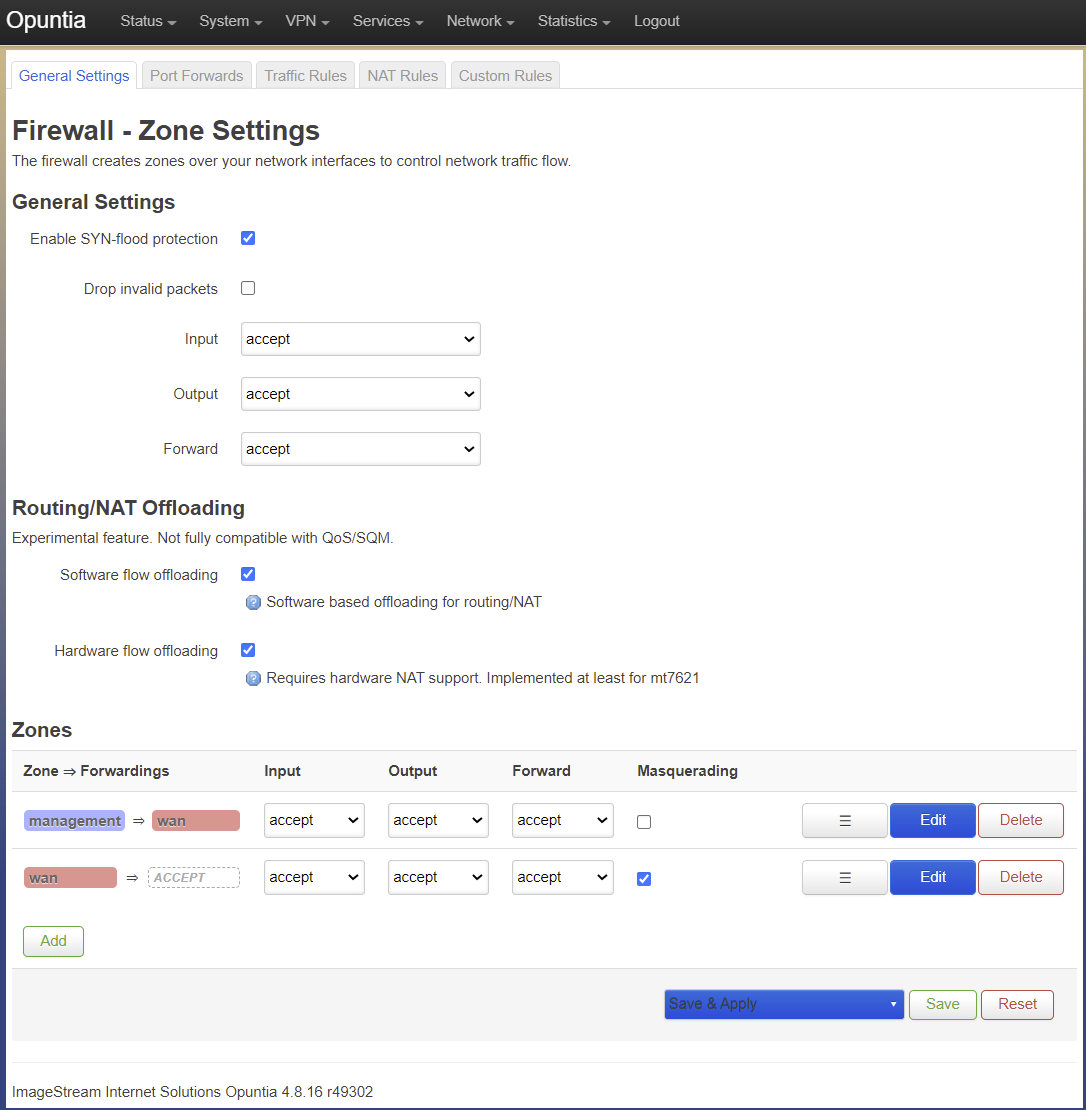 Opuntia Status System VPN Services Network Statistics Logout
General Settings Port Forwards Traffic Rules NAT Rules Custom Rules
Firewall - Zone Settings
The firewall creates zones over your network interfaces to control network traffic flow.
General Settings
Enable SYN-flood protection
Drop invalid packets
Input accept
Output accept
Forward accept
Routing/NAT Offloading
Experimental feature. Not fully compatible with QoS/SQM.
Software flow offloading
Software based offloading for routing/NAT
Hardware flow offloading
Requires hardware NAT support. Implemented at least for mt7621
Zones
Zone ⇒ Forwardings Input Output Forward Masquerading
management ⇒ wan accept accept accept ☰ Edit Delete
wan ⇒ ACCEPT accept accept accept ☰ Edit Delete
Add
Save & Apply Save Reset
ImageStream Internet Solutions Opuntia 4.8.16 r49302